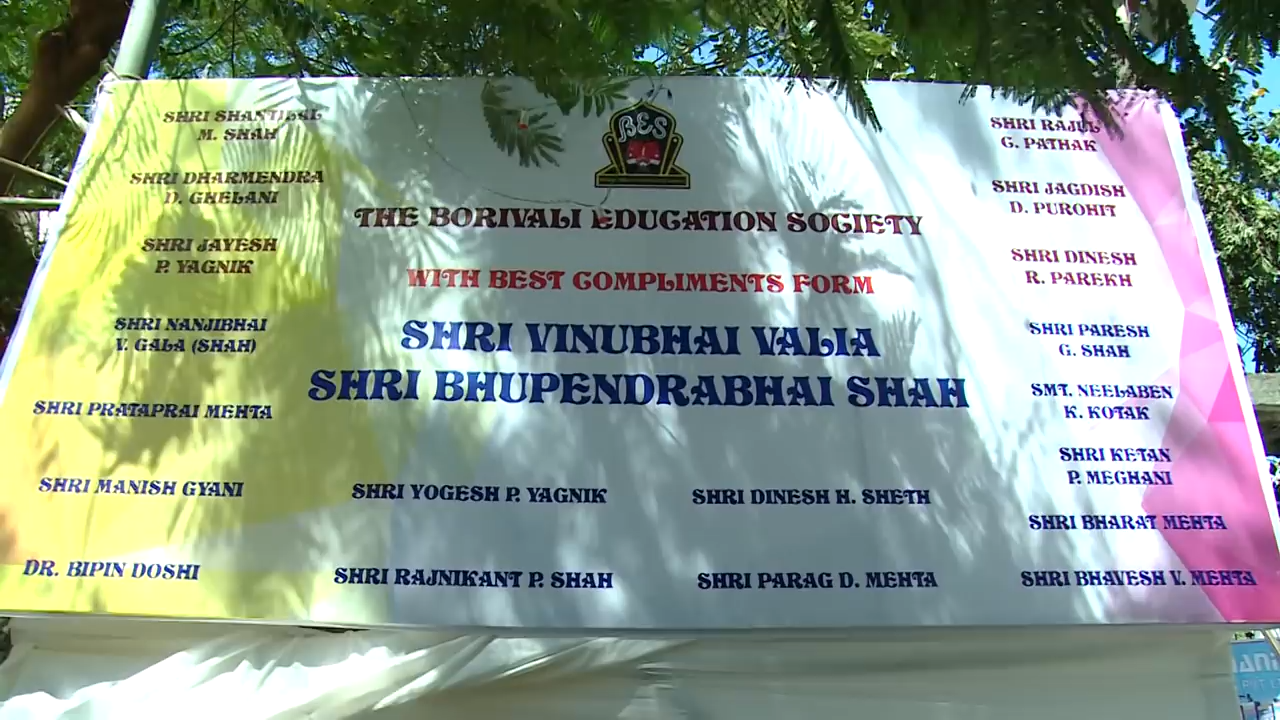 BES
THE BORIVALI EDUCATION SOCIETY
WITH BEST COMPLIMENTS FORM
SHRI VINUBHAI VALIA
SHRI BHUPENDRABHAI SHAH
SHRI SHANTILAL
M. SHAH
SHRI DHARMENDRA
D. GHELANI
SHRI JAYESH
P. YAGNIK
SHRI NANJIBHAI
V. GALA (SHAH)
SHRI PRATAPRAI MEHTA
SHRI MANISH GYANI
DR. BIPIN DOSHI
SHRI YOGESH P. YAGNIK
SHRI RAJNIKANT P. SHAH
SHRI DINESH H. SHETH
SHRI PARAG D. MEHTA
SHRI RAJUL
G. PATHAK
SHRI JAGDISH
D. PUROHIT
SHRI DINESH
R. PAREKH
SHRI PARESH
G. SHAH
SMT. NEELABEN
K. KOTAK
SHRI KETAN
P. MEGHANI
SHRI BHARAT MEHTA
SHRI BHAVESH V. MEHTA